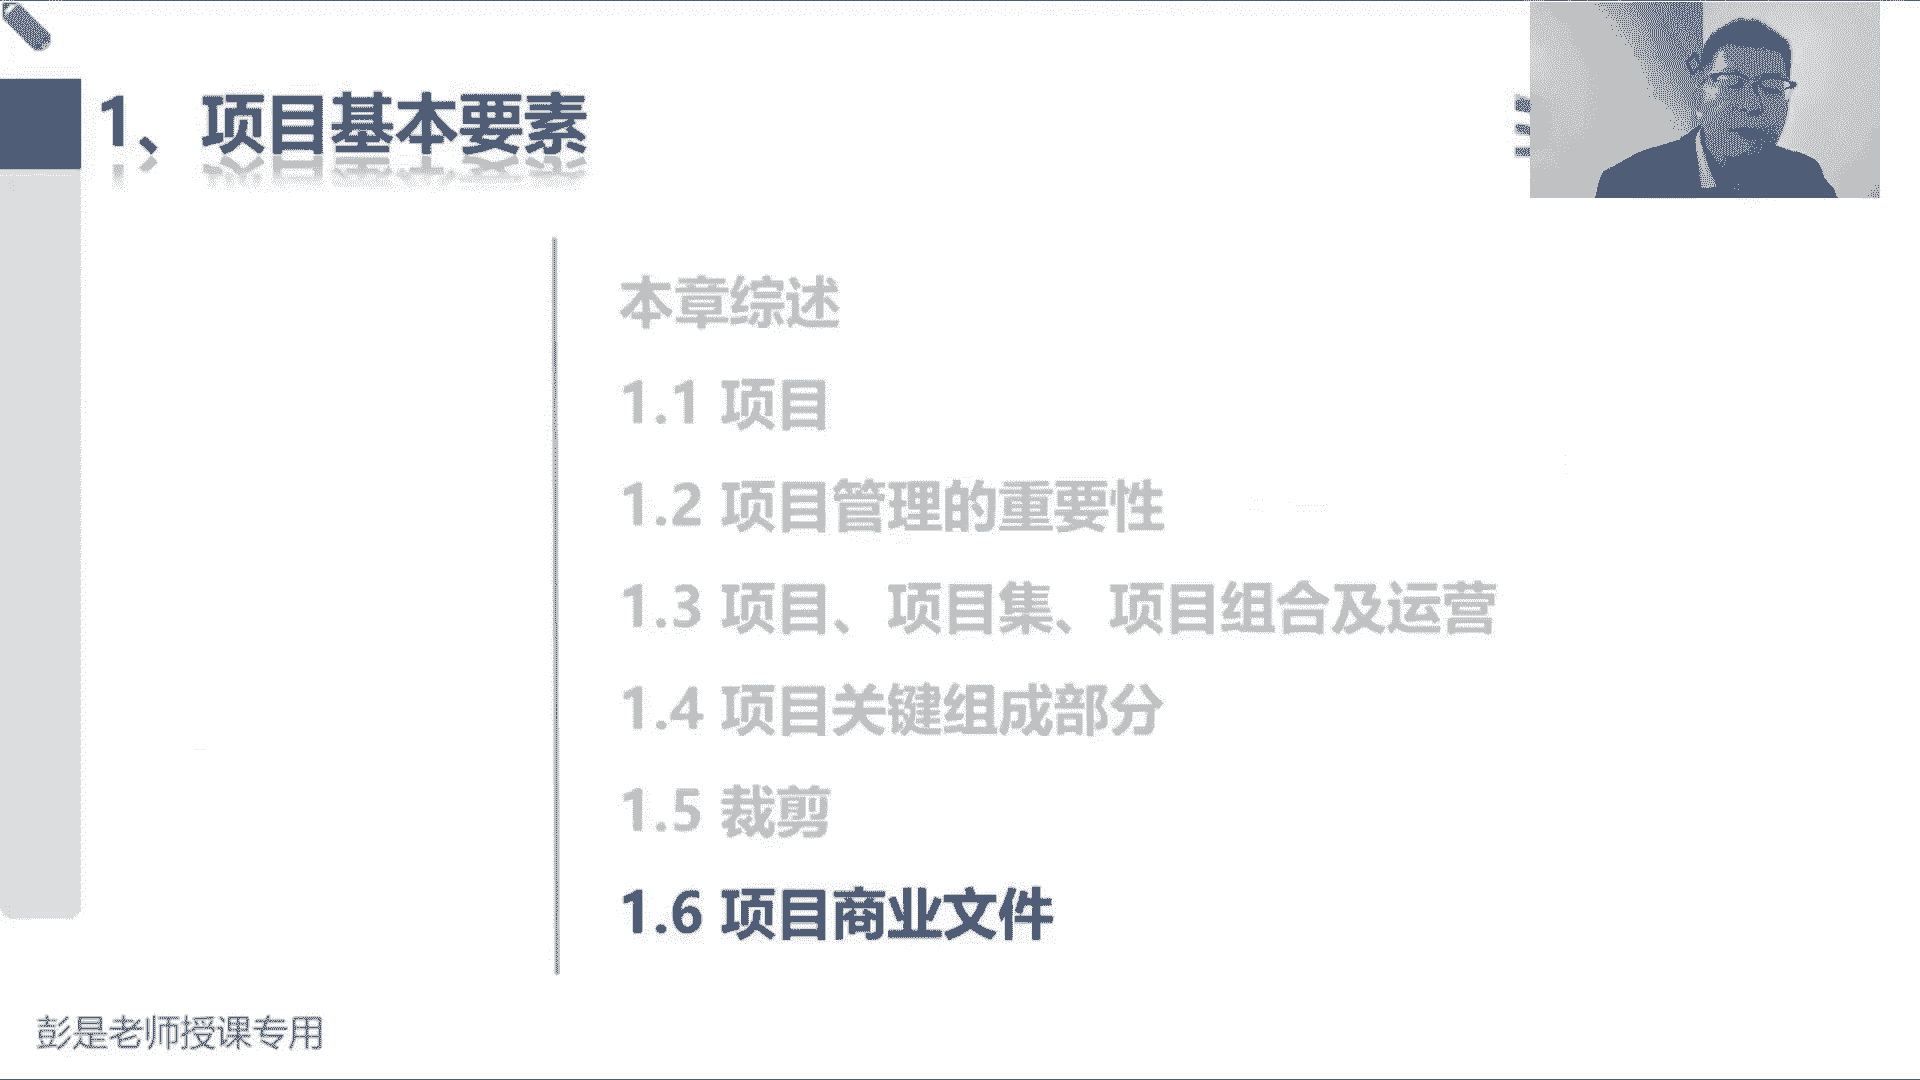 1、项目基本要素
本章综述
1.1 项目
1.2 项目管理的重要性
1.3 项目、项目集、项目组合及运营
1.4 项目关键组成部分
1.5 裁剪
1.6 项目商业文件
彭是老师授课专用